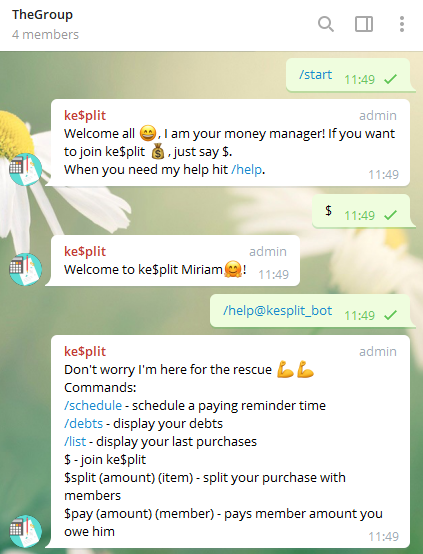 TheGroup
4 members
/start 11:49
ke$plit admin
Welcome all 😄, I am your money manager! If you want
to join ke$plit 💰, just say $.
When you need my help hit /help.
11:49
$ 11:49
ke$plit admin
Welcome to ke$plit Miriam🤗! 11:49
/help@kesplit_bot 11:49
ke$plit admin
Don't worry I'm here for the rescue 💪💪
Commands:
/schedule - schedule a paying reminder time
/debts - display your debts
/list - display your last purchases
$ - join ke$plit
$split (amount) (item) - split your purchase with
members
$pay (amount) (member) - pays member amount you
owe him 11:49